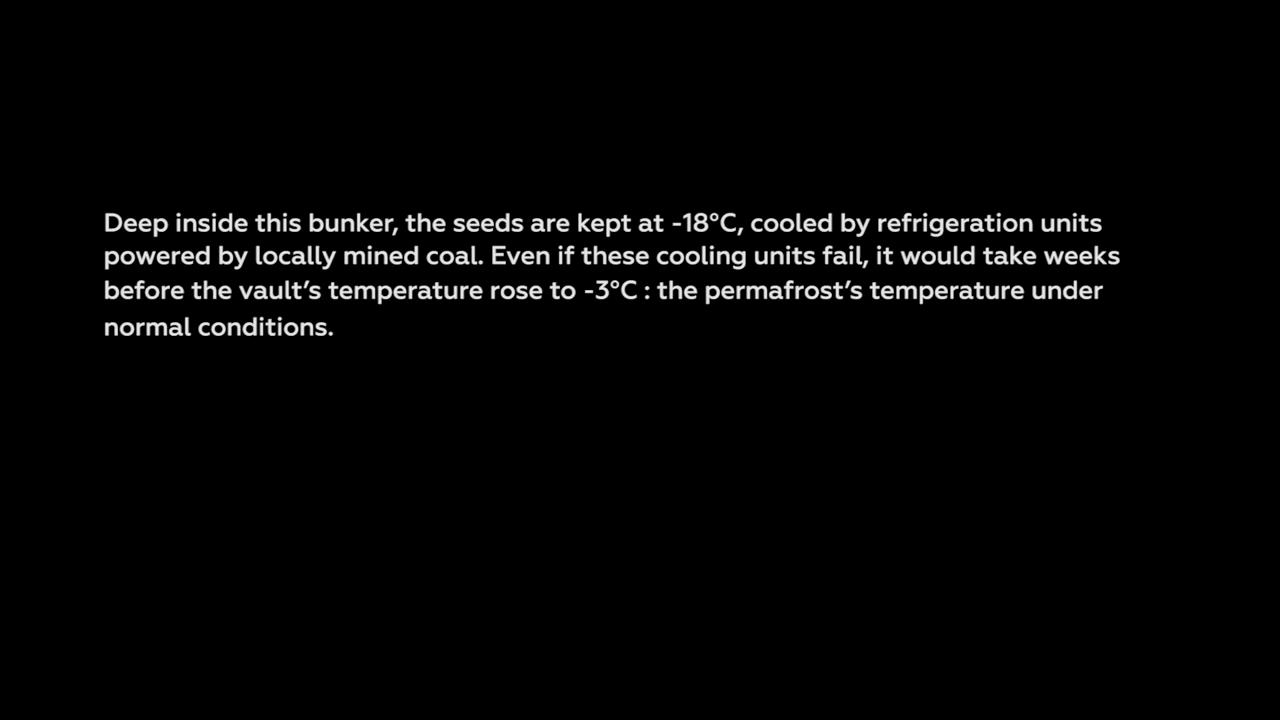 Deep inside this bunker, the seeds are kept at -18°C, cooled by refrigeration units
powered by locally mined coal. Even if these cooling units fail, it would take weeks
before the vault’s temperature rose to -3°C : the permafrost’s temperature under
normal conditions.